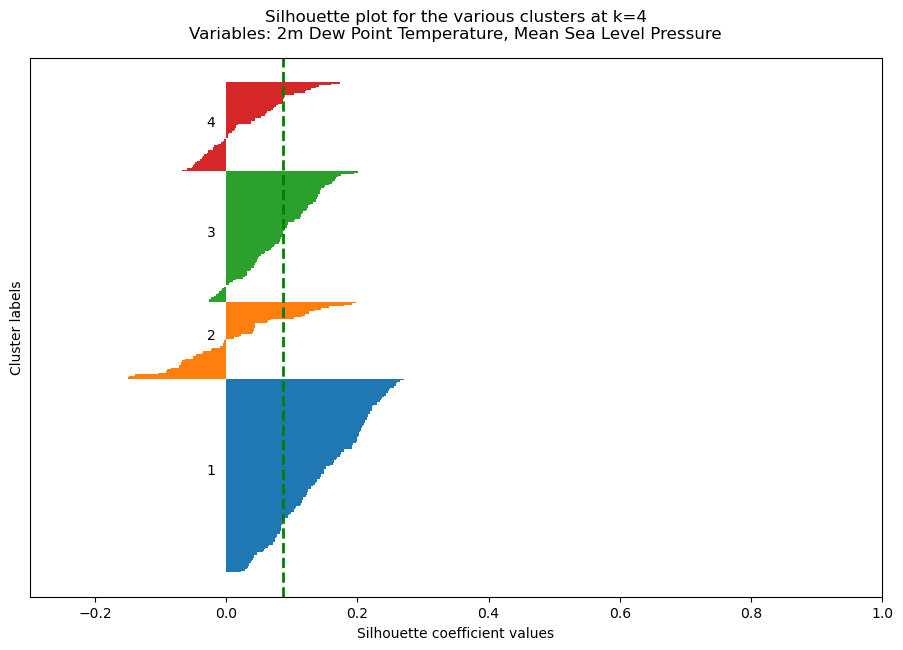 Silhouette plot for the various clusters at k=4
Variables: 2m Dew Point Temperature, Mean Sea Level Pressure
Cluster labels
4
3
2
1
−0.2
0.0
0.2
0.4
0.6
0.8
1.0
Silhouette coefficient values